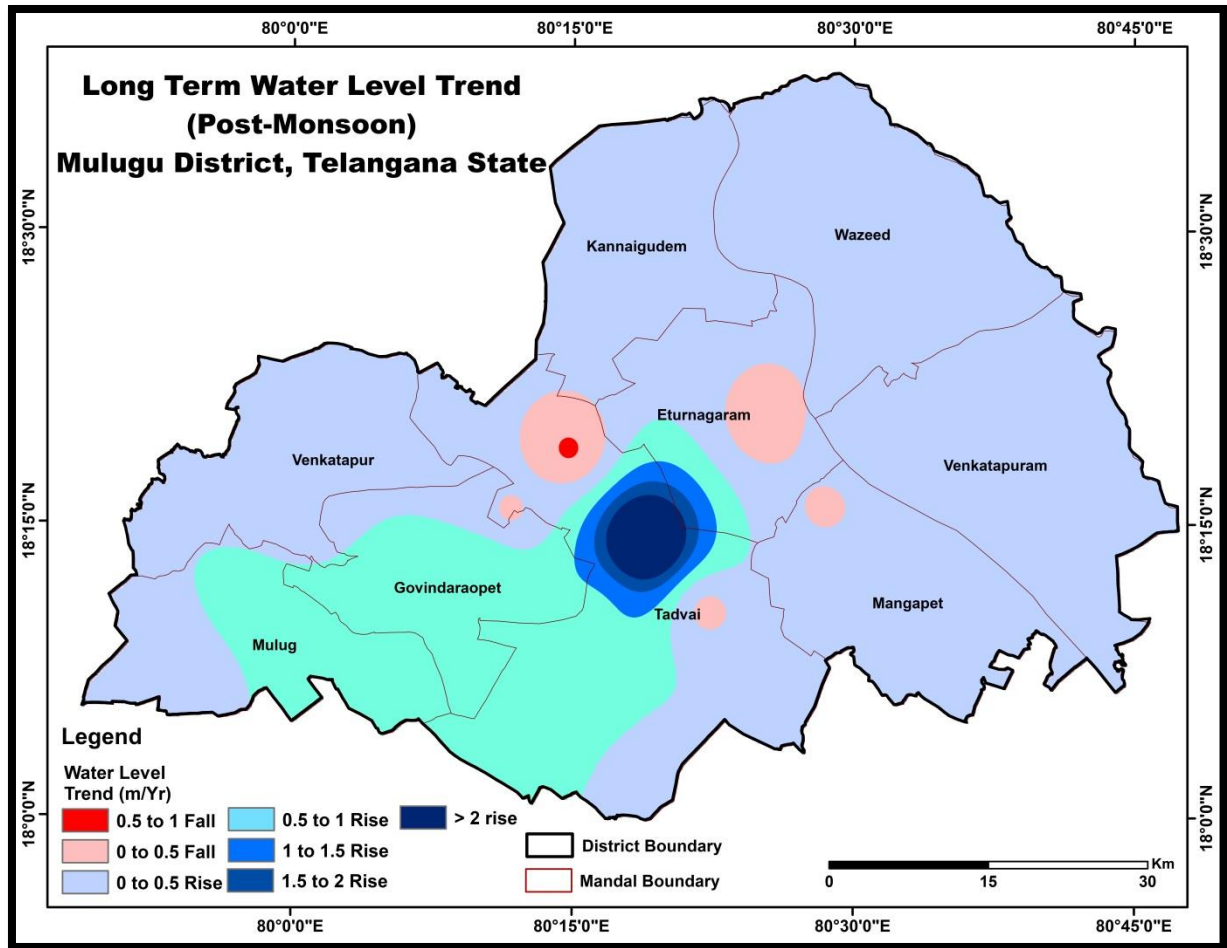 80°0'0"E 80°15'0"E 80°30'0"E 80°45'0"E
Long Term Water Level Trend
(Post-Monsoon)
Mulugu District, Telangana State
18°30'0"N
18°30'0"N
Wazeed
Kannaigudem
Eturnagaram
Venkatapur
Venkatapuram
18°15'0"N
18°15'0"N
Govindaraopet
Mangapet
Tadvai
Mulug
18°0'0"N
18°0'0"N
Legend
Water Level
Trend (m/Yr)
0.5 to 1 Fall
0 to 0.5 Fall
0 to 0.5 Rise
0.5 to 1 Rise
1 to 1.5 Rise
1.5 to 2 Rise
> 2 rise
District Boundary
Mandal Boundary
Km
0 15 30
80°0'0"E 80°15'0"E 80°30'0"E 80°45'0"E